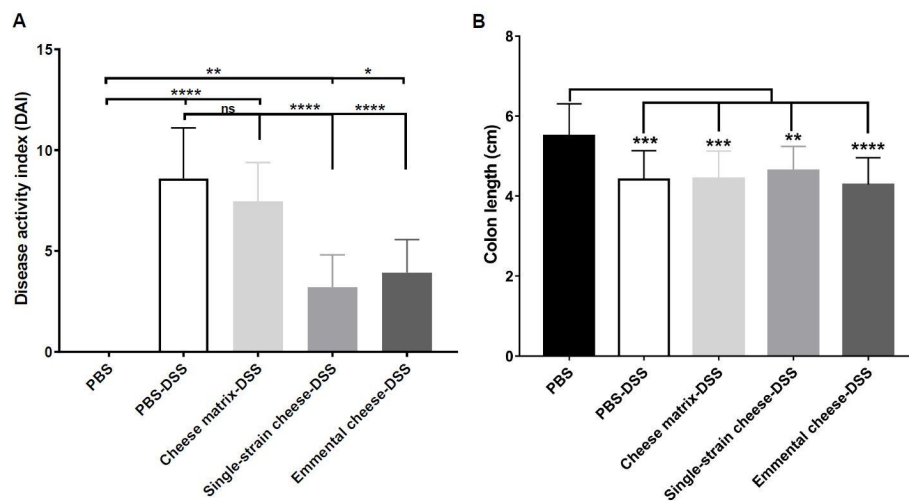 A
Disease activity index (DAI)
15
10
5
0
**
*
****
ns
****
****
PBS
PBS-DSS
Cheese matrix-DSS
Single-strain cheese-DSS
Emmental cheese-DSS
B
Colon length (cm)
8
6
4
2
0
***
***
**
****
PBS
PBS-DSS
Cheese matrix-DSS
Single-strain cheese-DSS
Emmental cheese-DSS